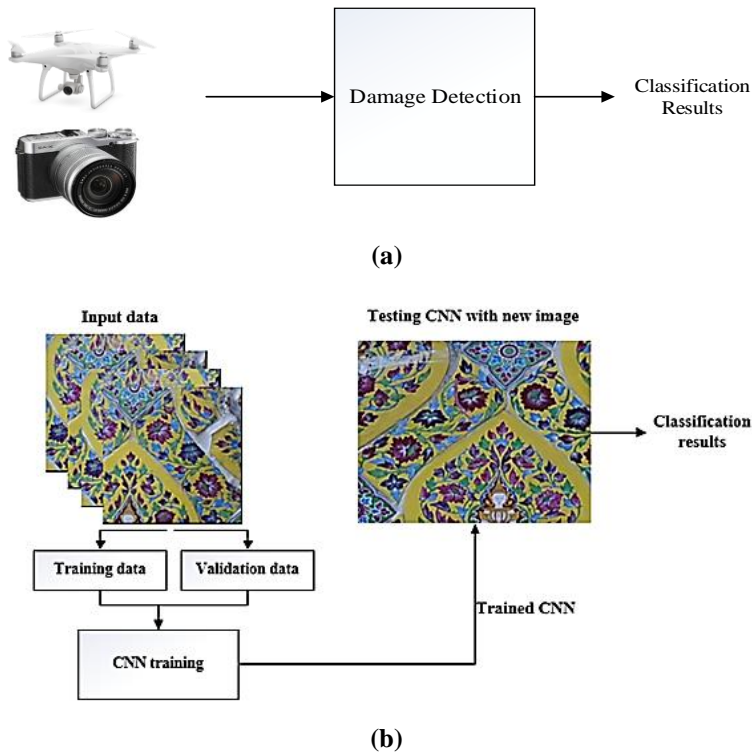 Damage Detection
Classification
Results
(a)
Input data
Testing CNN with new image
Classification
results
Training data
Validation data
Trained CNN
CNN training
(b)